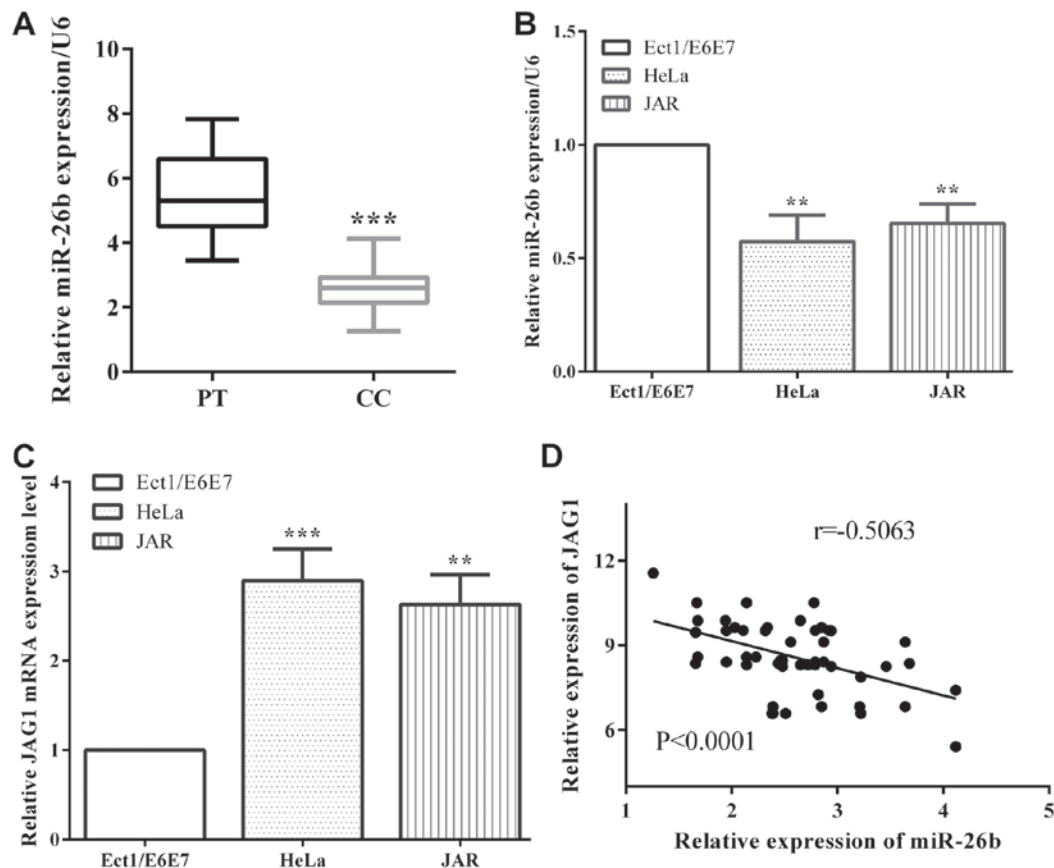 A
Relative miR-26b expression/U6
10
8
6
4
2
0
***
PT
CC
B
Relative miR-26b expression/U6
1.5
1.0
0.5
0.0
Ect1/E6E7
HeLa
JAR
**
**
Ect1/E6E7
HeLa
JAR
C
Relative JAG1 mRNA expressiom level
4
3
2
1
0
Ect1/E6E7
HeLa
JAR
***
**
Ect1/E6E7
HeLa
JAR
D
Relative expression of JAG1
12
9
6
r=-0.5063
P<0.0001
1
2
3
4
5
Relative expression of miR-26b